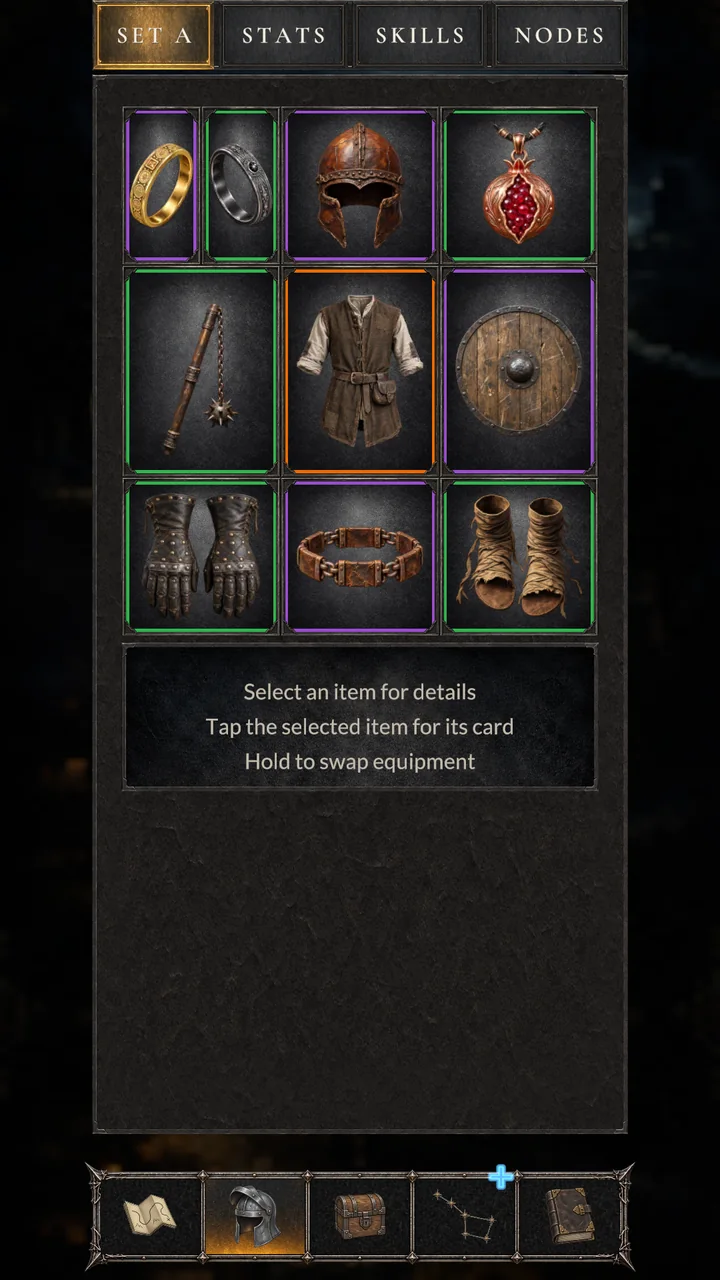 SET A
STATS
SKILLS
NODES
Select an item for details
Tap the selected item for its card
Hold to swap equipment